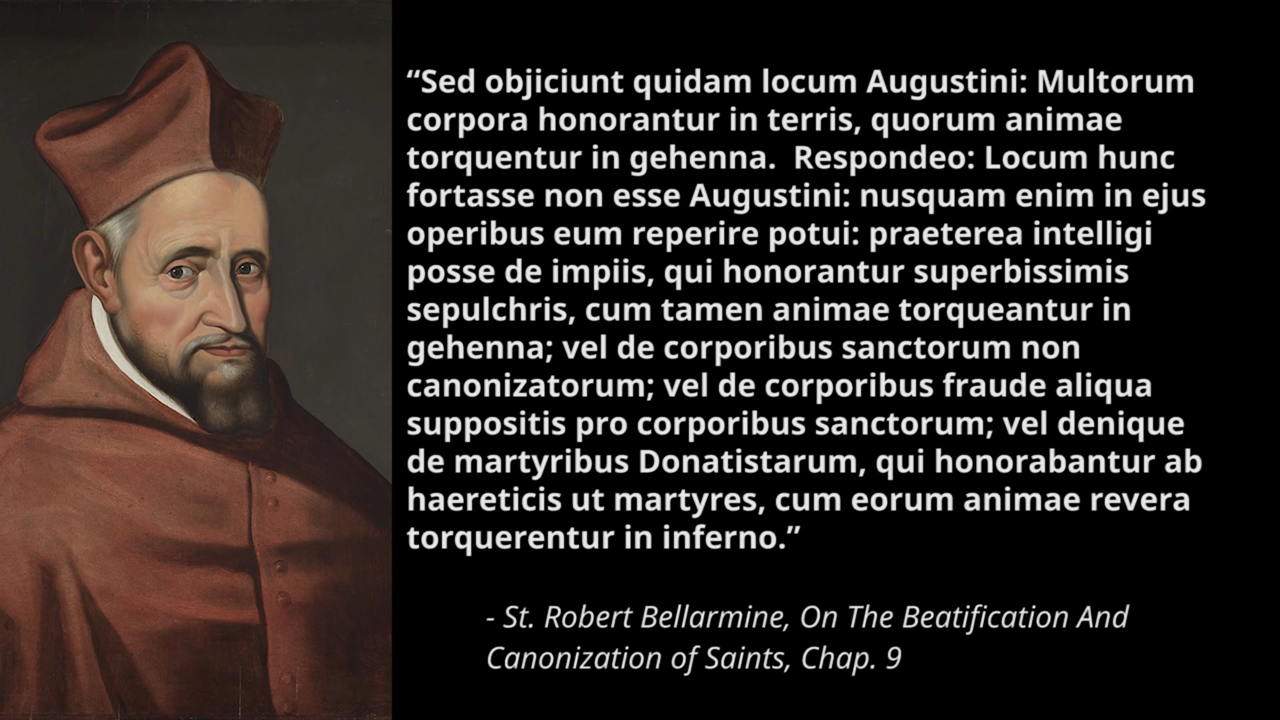 “Sed objiciunt quidam locum Augustini: Multorum
corpora honorantur in terris, quorum animae
torquentur in gehenna.  Respondeo: Locum hunc
fortasse non esse Augustini: nusquam enim in ejus
operibus eum reperire potui: praeterea intelligi
posse de impiis, qui honorantur superbissimis
sepulchris, cum tamen animae torqueantur in
gehenna; vel de corporibus sanctorum non
canonizatorum; vel de corporibus fraude aliqua
suppositis pro corporibus sanctorum; vel denique
de martyribus Donatistarum, qui honorabantur ab
haereticis ut martyres, cum eorum animae revera
torquerentur in inferno.”
- St. Robert Bellarmine, On The Beatification And
Canonization of Saints, Chap. 9